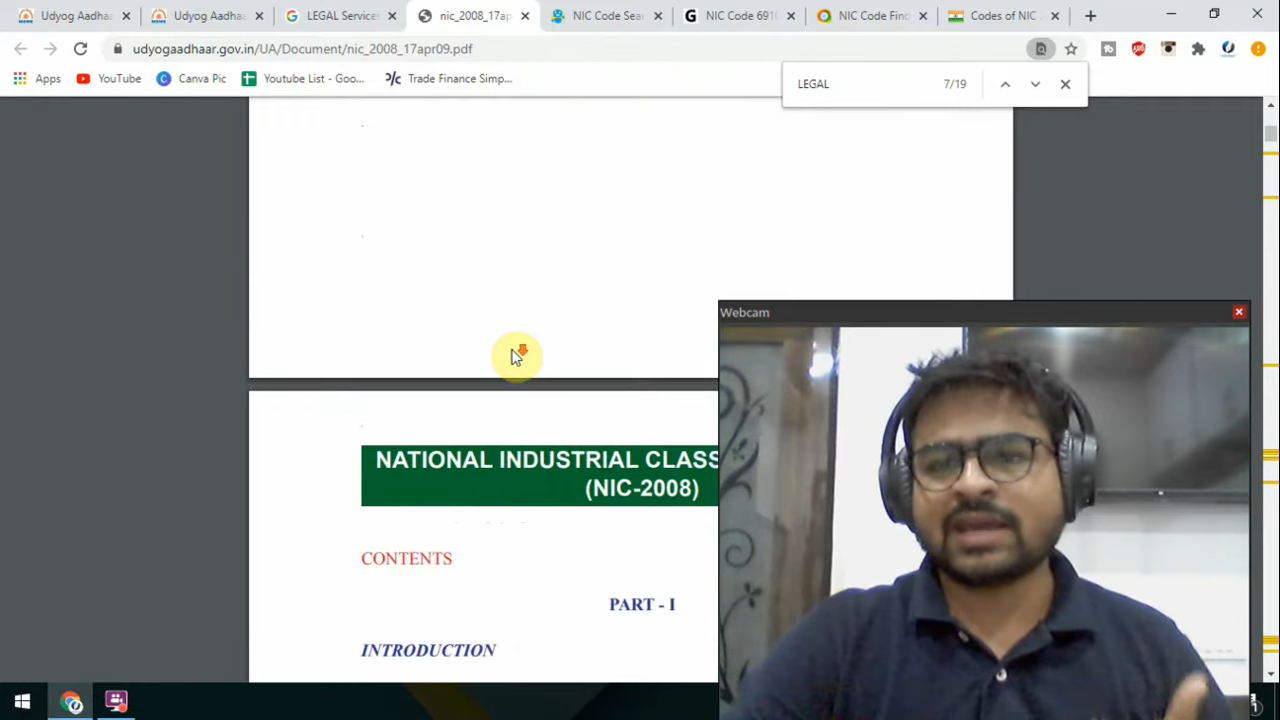 Udyog Aadhaa
Udyog Aadhaa
LEGAL Services
nic_2008_17ap
NIC Code Sea
NIC Code 6910
NIC Code Find
Codes of NIC
udyogaadhaar.gov.in/UA/Document/nic_2008_17apr09.pdf
Apps
YouTube
Canva Pic
Youtube List - Goo...
Trade Finance Simp...
LEGAL
7/19
Webcam
NATIONAL INDUSTRIAL CLASS
(NIC-2008)
CONTENTS
PART - I
INTRODUCTION